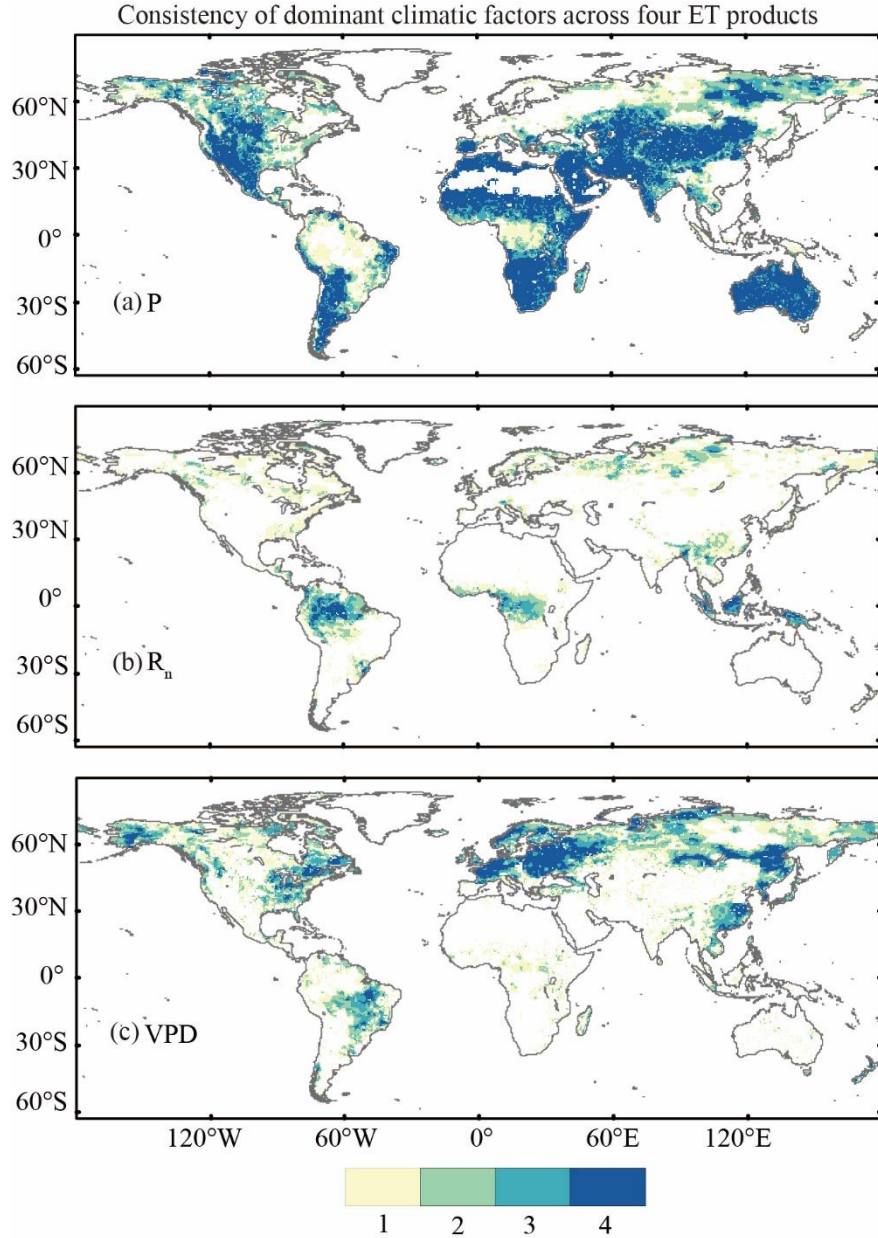 Consistency of dominant climatic factors across four ET products
60°N
30°N
0°
30°S
60°S
(a) P
60°N
30°N
0°
30°S
60°S
(b) Rₙ
60°N
30°N
0°
30°S
60°S
(c) VPD
120°W 60°W 0° 60°E 120°E
1 2 3 4